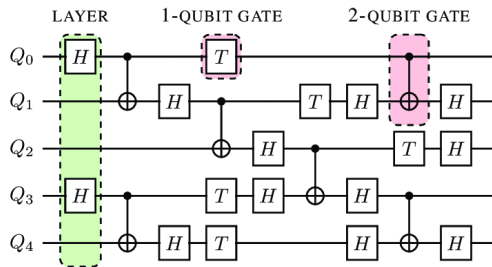 LAYER 1-QUBIT GATE 2-QUBIT GATE
Q0 H T
Q1 H T H H
Q2 H T H
Q3 H T H H
Q4 H T H H